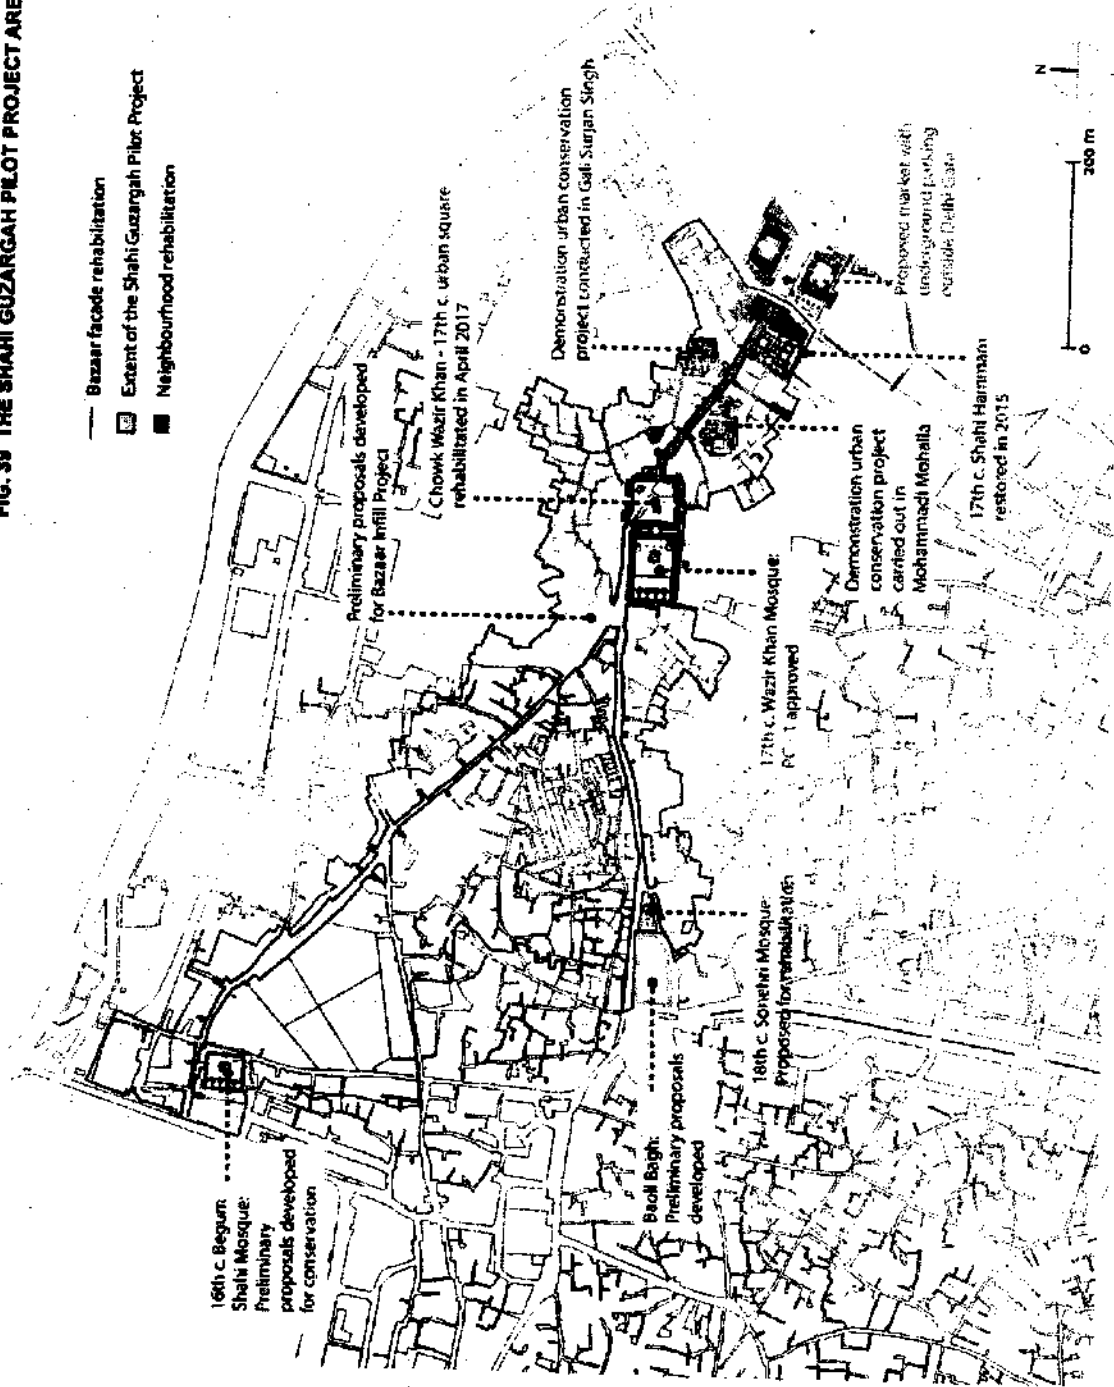 FIG. 39 THE SHAHI GUZARGAH PILOT PROJECT ARE
Bazaar facade rehabilitation
Extent of the Shahi Guzargah Pilot Project
Neighbourhood rehabilitation
16th c. Begum
Shahi Mosque:
Preliminary
proposals developed
for conservation
Preliminary proposals developed
for Bazaar Infill Project
Chowk Wazir Khan - 17th c. urban square
rehabilitated in April 2017
Demonstration urban conservation
project conducted in Gali Surjan Singh
Baoli Bagh:
Preliminary proposals
developed
18th c. Sonehri Mosque:
Proposed for rehabilitation
17th c. Wazir Khan Mosque:
PC 1 approved
Demonstration urban
conservation project
carried out in
Mohammadi Mohalla
17th c. Shahi Hammam
restored in 2015
Proposed market with
underground parking
outside Delhi Gate
N
0
200 m